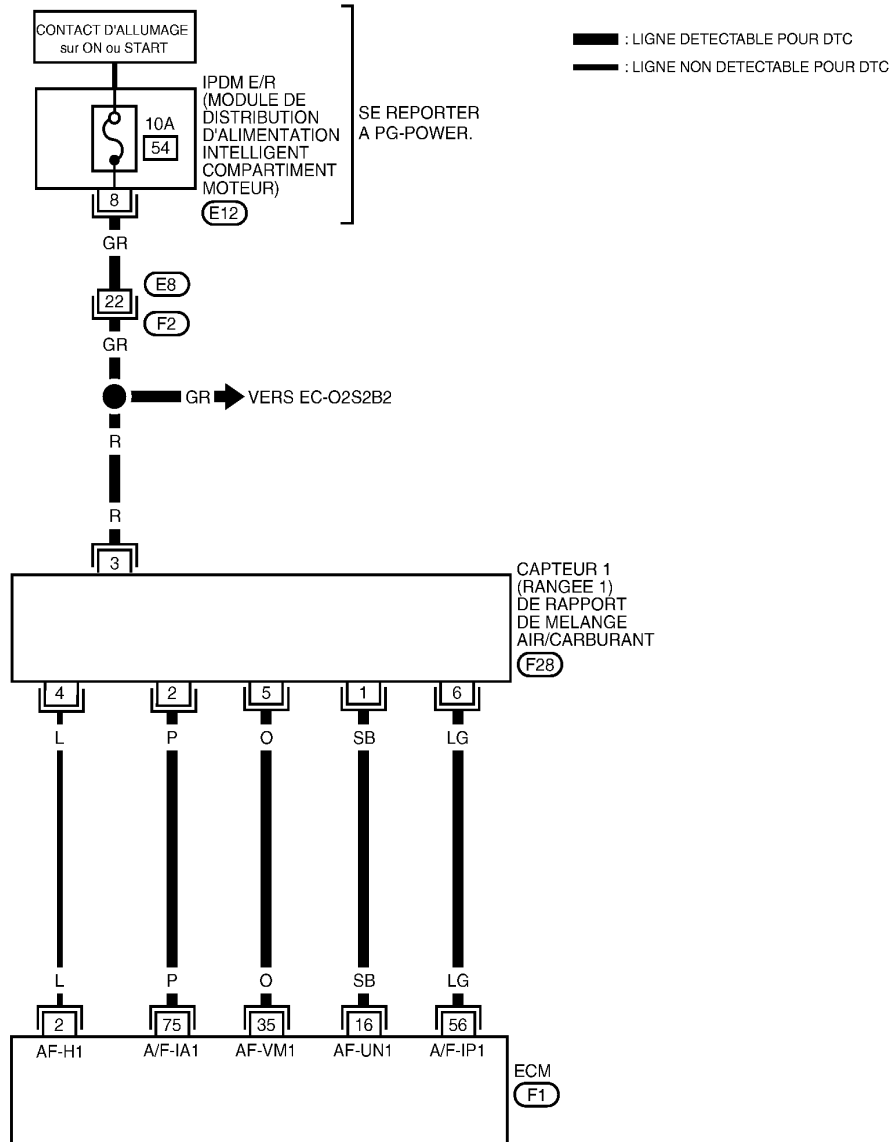 CONTACT D'ALLUMAGE
sur ON ou START
: LIGNE DETECTABLE POUR DTC
: LIGNE NON DETECTABLE POUR DTC
IPDM E/R
(MODULE DE
DISTRIBUTION
D'ALIMENTATION
INTELLIGENT
COMPARTIMENT
MOTEUR)
E12
10A
54
SE REPORTER
A PG-POWER.
8
GR
22
E8
F2
GR
GR
VERS EC-O2S2B2
R
R
3
CAPTEUR 1
(RANGEE 1)
DE RAPPORT
DE MELANGE
AIR/CARBURANT
F28
4 2 5 1 6
L P O SB LG
L P O SB LG
2 75 35 16 56
AF-H1 A/F-IA1 AF-VM1 AF-UN1 A/F-IP1
ECM
F1